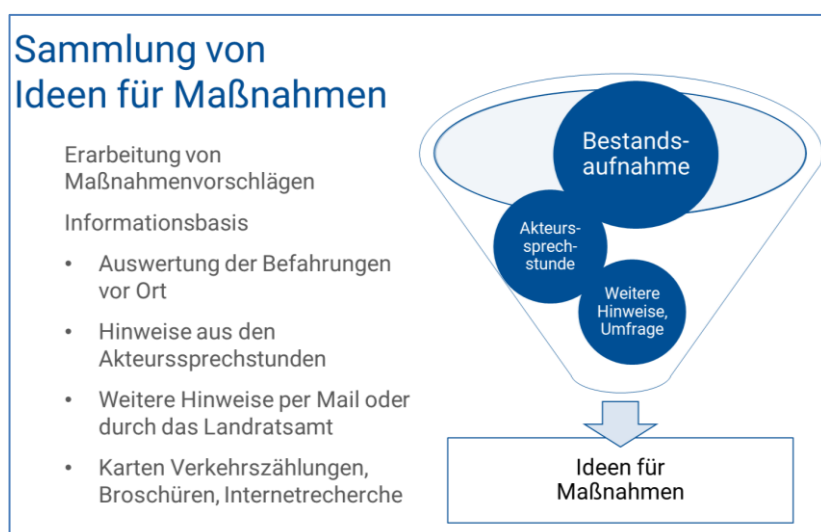 Sammlung von
Ideen für Maßnahmen
Erarbeitung von
Maßnahmenvorschlägen
Informationsbasis
• Auswertung der Befahrungen
vor Ort
• Hinweise aus den
Akteurssprechstunden
• Weitere Hinweise per Mail oder
durch das Landratsamt
• Karten Verkehrszählungen,
Broschüren, Internetrecherche
Bestands-
aufnahme
Akteurs-
sprech-
stunde
Weitere
Hinweise,
Umfrage
Ideen für
Maßnahmen